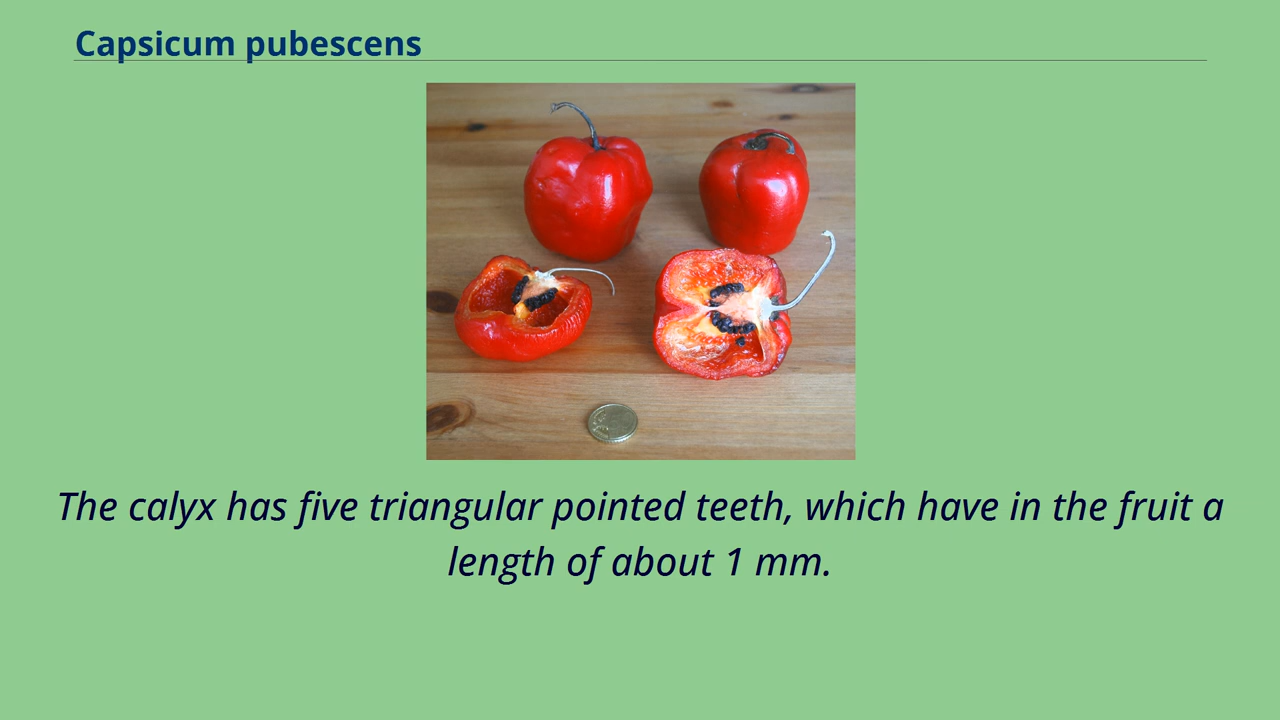 Capsicum pubescens
The calyx has five triangular pointed teeth, which have in the fruit a
length of about 1 mm.